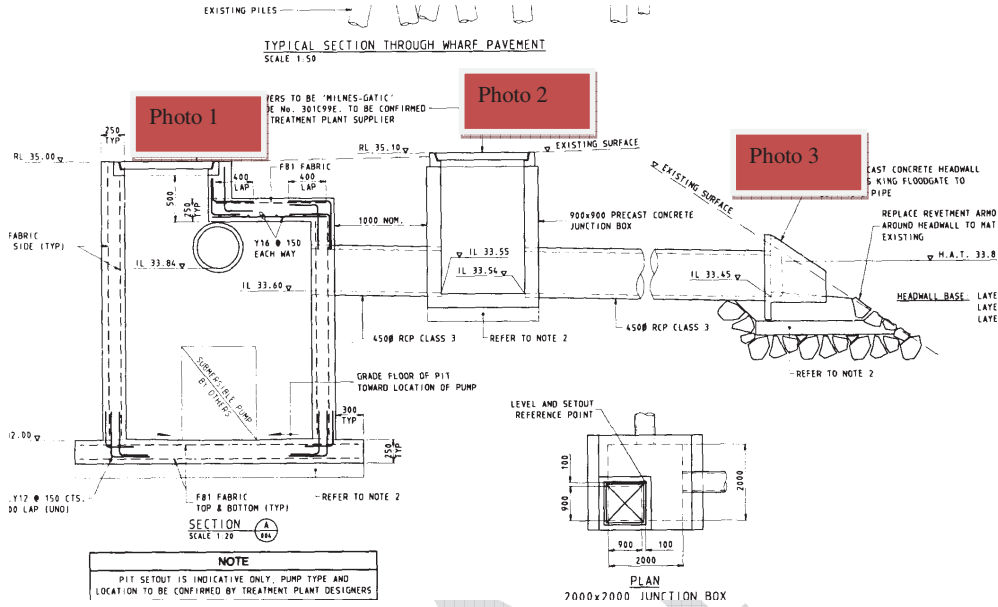 EXISTING PILES
TYPICAL SECTION THROUGH WHARF PAVEMENT
SCALE 1:50
Photo 1
Photo 2
Photo 3
VERS TO BE 'MILNES-GATIC'
DE No. 301C99E. TO BE CONFIRMED
TREATMENT PLANT SUPPLIER
250
TYP
RL 35.00
F81 FABRIC
400
LAP
400
LAP
500
250
TYP
RL 35.10
EXISTING SURFACE
EXISTING SURFACE
CAST CONCRETE HEADWALL
S KING FLOODGATE TO
PIPE
REPLACE REVETMENT ARMO
AROUND HEADWALL TO MAT
EXISTING
1000 NOM.
900x900 PRECAST CONCRETE
JUNCTION BOX
FABRIC
SIDE (TYP)
Y16 @ 150
EACH WAY
IL 33.84
IL 33.60
IL 33.55
IL 33.54
IL 33.45
H.A.T. 33.8
HEADWALL BASE: LAYE
LAYE
LAYE
450Ø RCP CLASS 3
REFER TO NOTE 2
450Ø RCP CLASS 3
REFER TO NOTE 2
SUBMERSIBLE PUMP
BY OTHERS
GRADE FLOOR OF PIT
TOWARD LOCATION OF PUMP
300
TYP
LEVEL AND SETOUT
REFERENCE POINT
2.00
250
TYP
.Y12 @ 150 CTS.
00 LAP (UNO)
F81 FABRIC
TOP & BOTTOM (TYP)
REFER TO NOTE 2
SECTION A
SCALE 1:20
004
100
900
2000
900
100
2000
PLAN
2000x2000 JUNCTION BOX
NOTE
PIT SETOUT IS INDICATIVE ONLY, PUMP TYPE AND
LOCATION TO BE CONFIRMED BY TREATMENT PLANT DESIGNERS